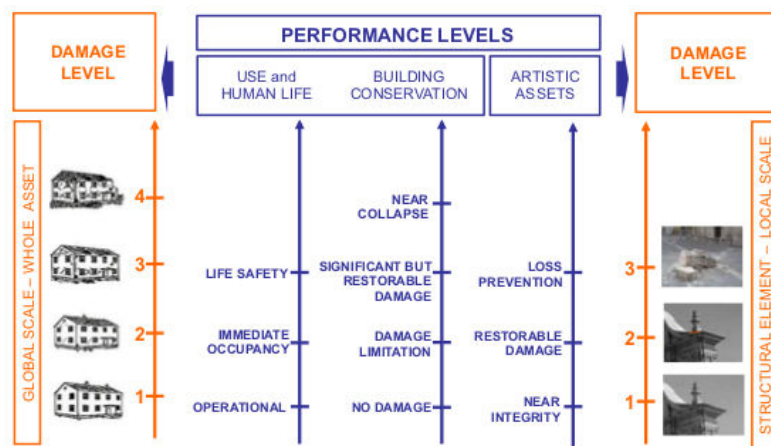 DAMAGE
LEVEL
PERFORMANCE LEVELS
DAMAGE
LEVEL
USE and
HUMAN LIFE
BUILDING
CONSERVATION
ARTISTIC
ASSETS
GLOBAL SCALE – WHOLE ASSET
4
3
2
1
LIFE SAFETY
IMMEDIATE
OCCUPANCY
OPERATIONAL
NEAR
COLLAPSE
SIGNIFICANT BUT
RESTORABLE
DAMAGE
DAMAGE
LIMITATION
NO DAMAGE
LOSS
PREVENTION
RESTORABLE
DAMAGE
NEAR
INTEGRITY
3
2
1
STRUCTURAL ELEMENT – LOCAL SCALE